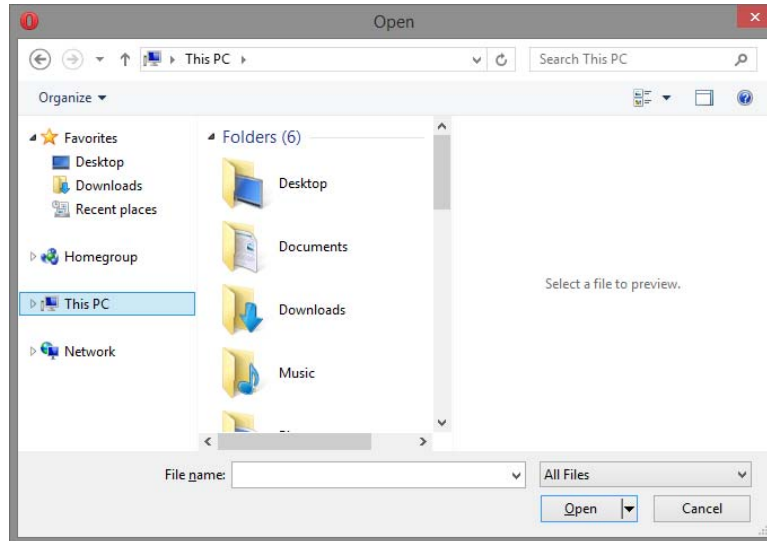 Open
This PC
Search This PC
Organize
Favorites
Desktop
Downloads
Recent places
Homegroup
This PC
Network
Folders (6)
Desktop
Documents
Downloads
Music
Select a file to preview.
File name:
All Files
Open
Cancel